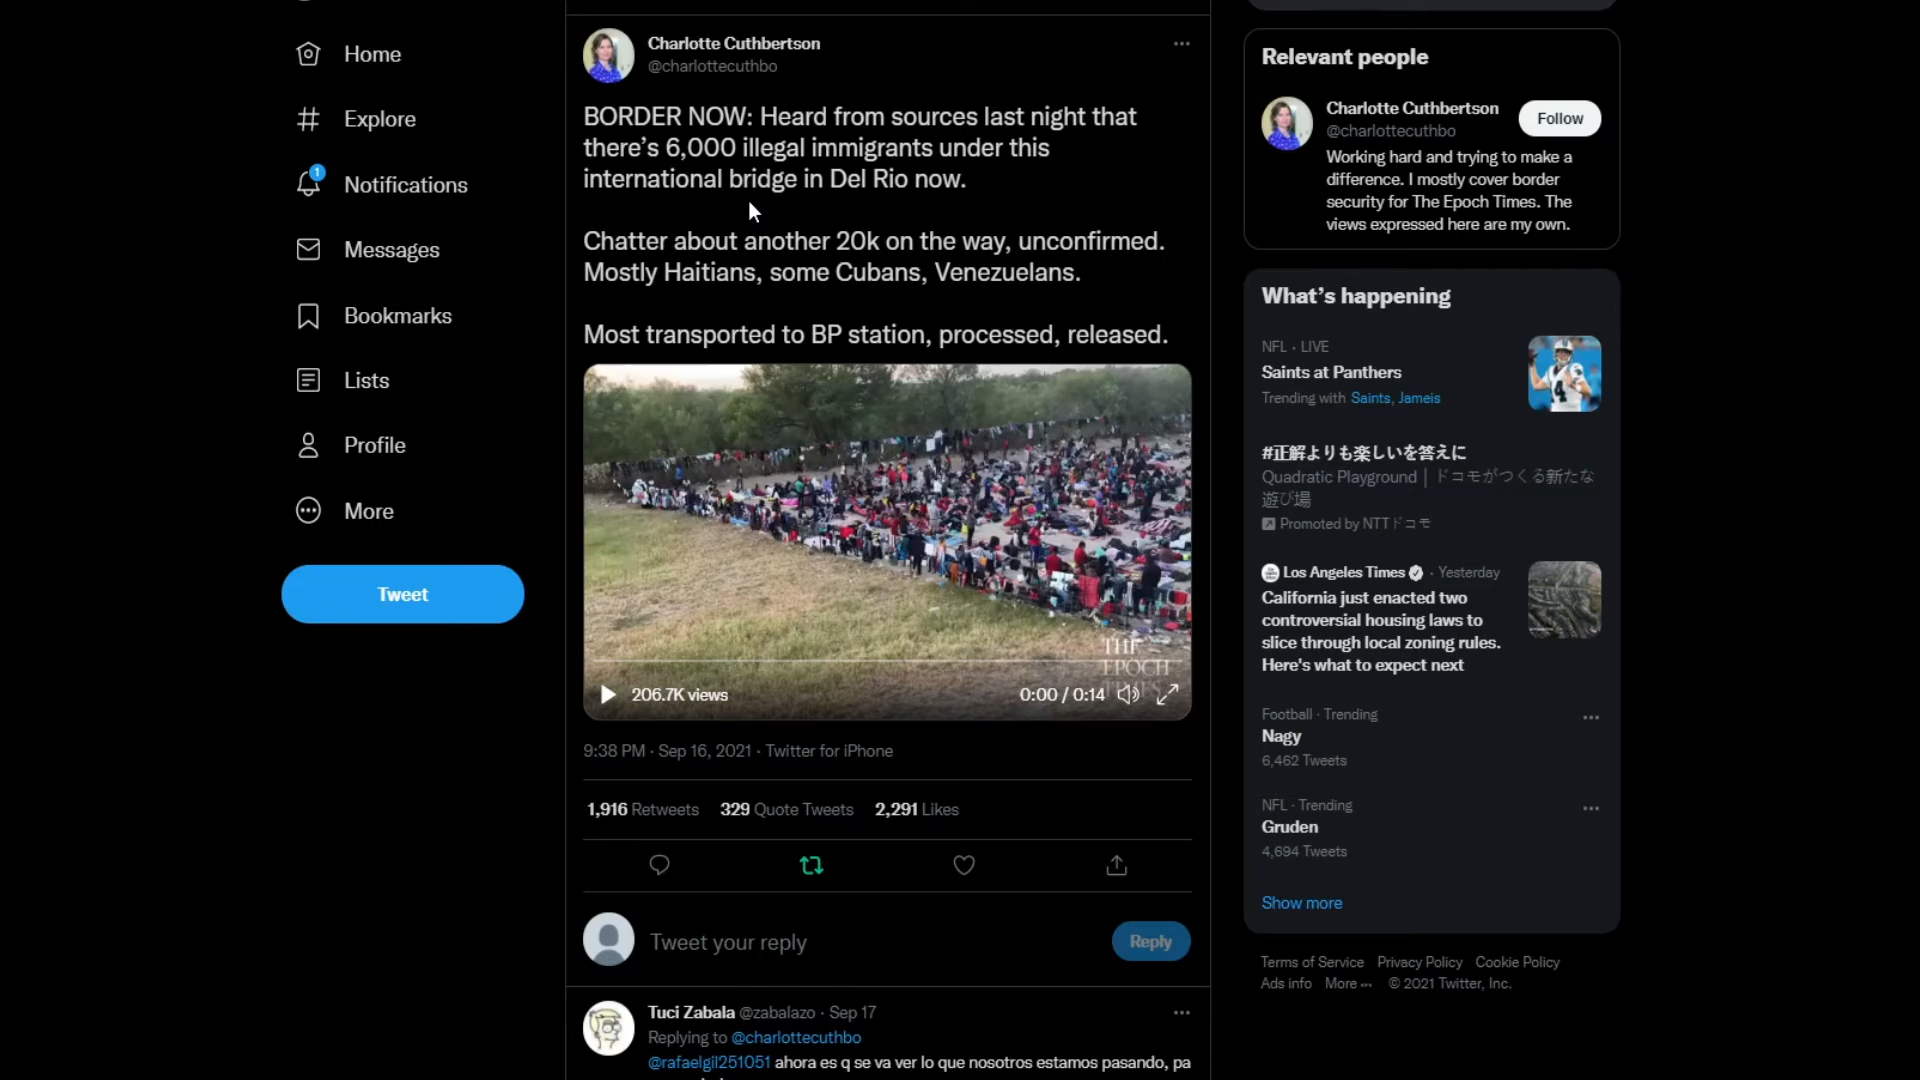 Home
Explore
1
Notifications
Messages
Bookmarks
Lists
Profile
More
Tweet
Charlotte Cuthbertson
@charlottecuthbo
BORDER NOW: Heard from sources last night that
there’s 6,000 illegal immigrants under this
international bridge in Del Rio now.
Chatter about another 20k on the way, unconfirmed.
Mostly Haitians, some Cubans, Venezuelans.
Most transported to BP station, processed, released.
THE
EPOCH
TIMES
206.7K views
0:00 / 0:14
9:38 PM · Sep 16, 2021 · Twitter for iPhone
1,916 Retweets 329 Quote Tweets 2,291 Likes
Tweet your reply
Reply
Tuci Zabala @zabalazo · Sep 17
Replying to @charlottecuthbo
@rafaelgil251051 ahora es q se va ver lo que nosotros estamos pasando, pa
Relevant people
Charlotte Cuthbertson
@charlottecuthbo
Follow
Working hard and trying to make a
difference. I mostly cover border
security for The Epoch Times. The
views expressed here are my own.
What’s happening
NFL · LIVE
Saints at Panthers
Trending with Saints, Jameis
#正解よりも楽しいを答えに
Quadratic Playground｜ドコモがつくる新たな
遊び場
Promoted by NTTドコモ
Los Angeles Times · Yesterday
California just enacted two
controversial housing laws to
slice through local zoning rules.
Here's what to expect next
Football · Trending
Nagy
6,462 Tweets
NFL · Trending
Gruden
4,694 Tweets
Show more
Terms of Service Privacy Policy Cookie Policy
Ads info More ··· © 2021 Twitter, Inc.